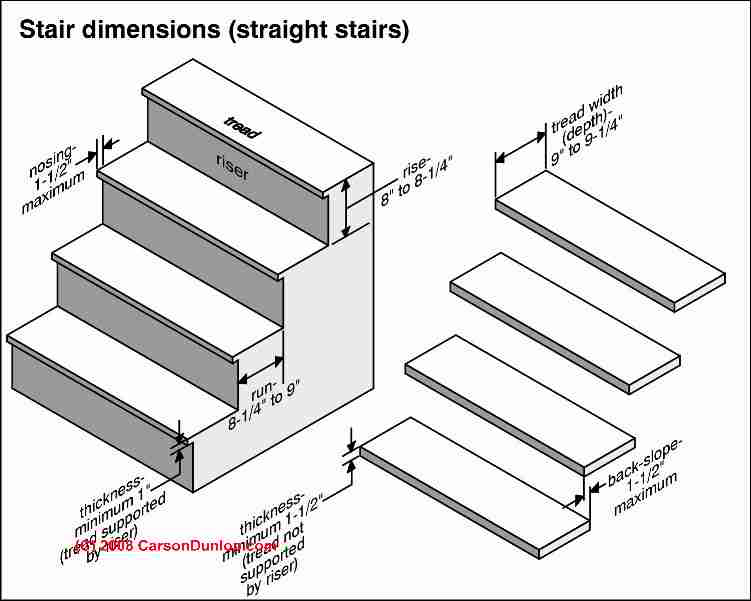 Stair dimensions (straight stairs)
tread
riser
nosing-
1-1/2"
maximum
rise-
8" to 8-1/4"
tread width
(depth)-
9" to 9-1/4"
run-
8-1/4" to 9"
thickness-
minimum 1"
(tread supported
by riser)
thickness-
minimum 1-1/2"
(tread not
supported
by riser)
back-slope-
1-1/2"
maximum
(C) 2008 CarsonDunlop.com